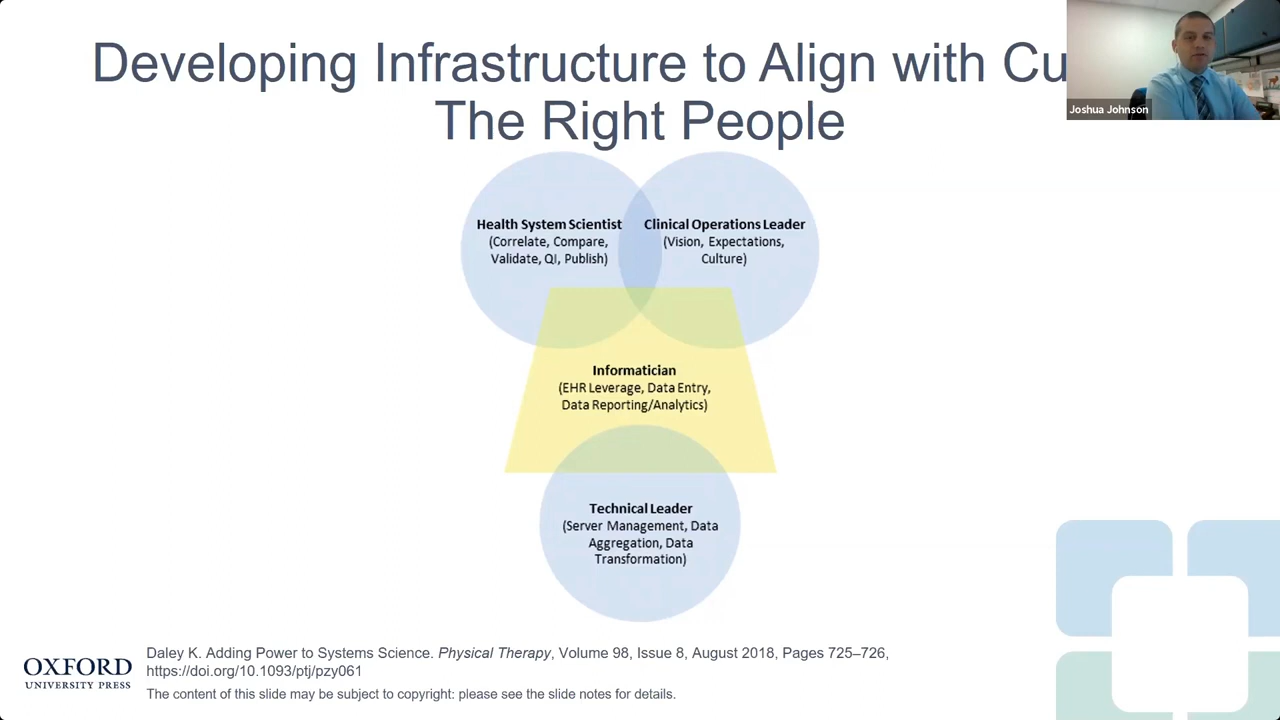 Developing Infrastructure to Align with Cu
The Right People
Joshua Johnson
Health System Scientist
(Correlate, Compare,
Validate, QI, Publish)
Clinical Operations Leader
(Vision, Expectations,
Culture)
Informatician
(EHR Leverage, Data Entry,
Data Reporting/Analytics)
Technical Leader
(Server Management, Data
Aggregation, Data
Transformation)
OXFORD
UNIVERSITY PRESS
Daley K. Adding Power to Systems Science. Physical Therapy, Volume 98, Issue 8, August 2018, Pages 725–726,
https://doi.org/10.1093/ptj/pzy061
The content of this slide may be subject to copyright: please see the slide notes for details.